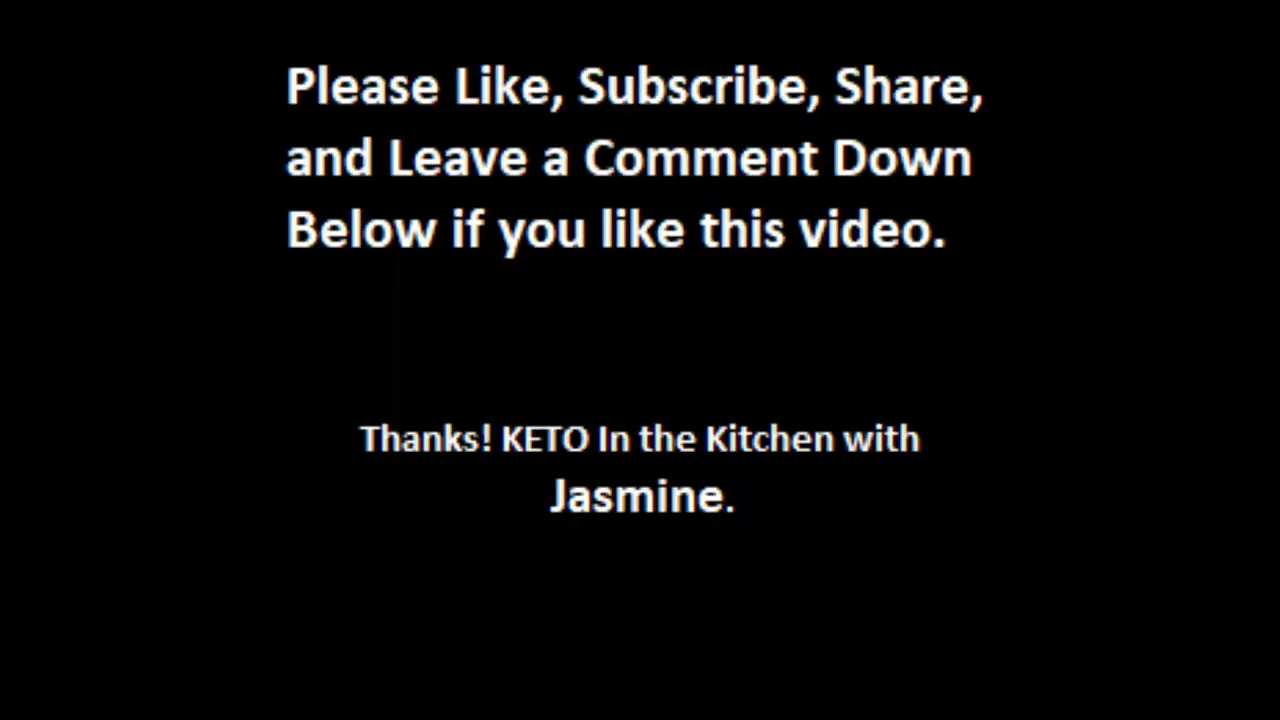 Please Like, Subscribe, Share,
and Leave a Comment Down
Below if you like this video.
Thanks! KETO In the Kitchen with
Jasmine.